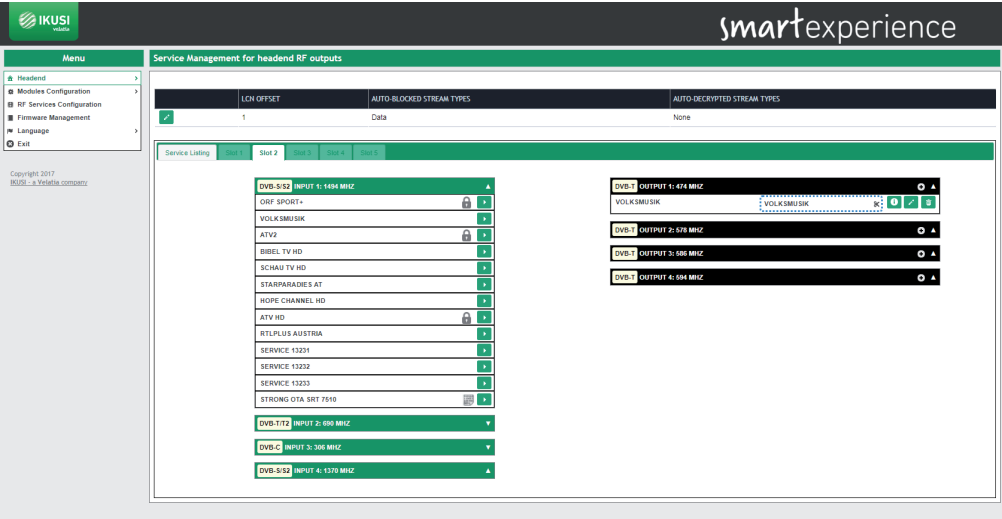 IKUSI
velatia
smartexperience
Menu
Headend
Modules Configuration
RF Services Configuration
Firmware Management
Language
Exit
Copyright 2017
IKUSI - a Velatia company
Service Management for headend RF outputs
LCN OFFSET AUTO-BLOCKED STREAM TYPES AUTO-DECRYPTED STREAM TYPES
1 Data None
Service Listing Slot 1 Slot 2 Slot 3 Slot 4 Slot 5
DVB-S/S2 INPUT 1: 1494 MHZ
ORF SPORT+
VOLKSMUSIK
ATV2
BIBEL TV HD
SCHAU TV HD
STARPARADIES AT
HOPE CHANNEL HD
ATV HD
RTLPLUS AUSTRIA
SERVICE 13231
SERVICE 13232
SERVICE 13233
STRONG OTA SRT 7510
DVB-T/T2 INPUT 2: 690 MHZ
DVB-C INPUT 3: 306 MHZ
DVB-S/S2 INPUT 4: 1370 MHZ
DVB-T OUTPUT 1: 474 MHZ
VOLKSMUSIK VOLKSMUSIK
DVB-T OUTPUT 2: 578 MHZ
DVB-T OUTPUT 3: 586 MHZ
DVB-T OUTPUT 4: 594 MHZ